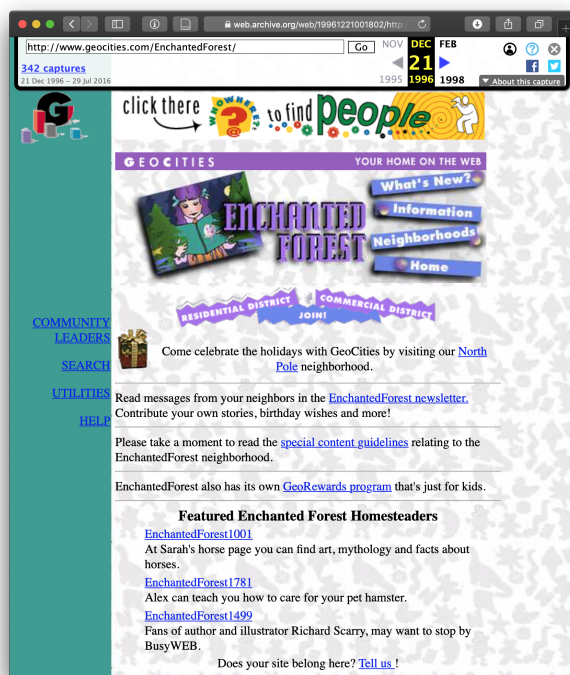 web.archive.org/web/19961221001802/http:
http://www.geocities.com/EnchantedForest/
Go
NOV DEC FEB
21
1995 1996 1998
342 captures
21 Dec 1996 – 29 Jul 2016
About this capture
G
click there WHOWHERE? @ to find people
GEOCITIES YOUR HOME ON THE WEB
ENCHANTED FOREST
What's New?
Information
Neighborhoods
Home
RESIDENTIAL DISTRICT JOIN! COMMERCIAL DISTRICT
COMMUNITY
LEADERS
SEARCH
UTILITIES
HELP
Come celebrate the holidays with GeoCities by visiting our North
Pole neighborhood.
Read messages from your neighbors in the EnchantedForest newsletter.
Contribute your own stories, birthday wishes and more!
Please take a moment to read the special content guidelines relating to the
EnchantedForest neighborhood.
EnchantedForest also has its own GeoRewards program that's just for kids.
Featured Enchanted Forest Homesteaders
EnchantedForest1001
At Sarah's horse page you can find art, mythology and facts about
horses.
EnchantedForest1781
Alex can teach you how to care for your pet hamster.
EnchantedForest1499
Fans of author and illustrator Richard Scarry, may want to stop by
BusyWEB.
Does your site belong here? Tell us !